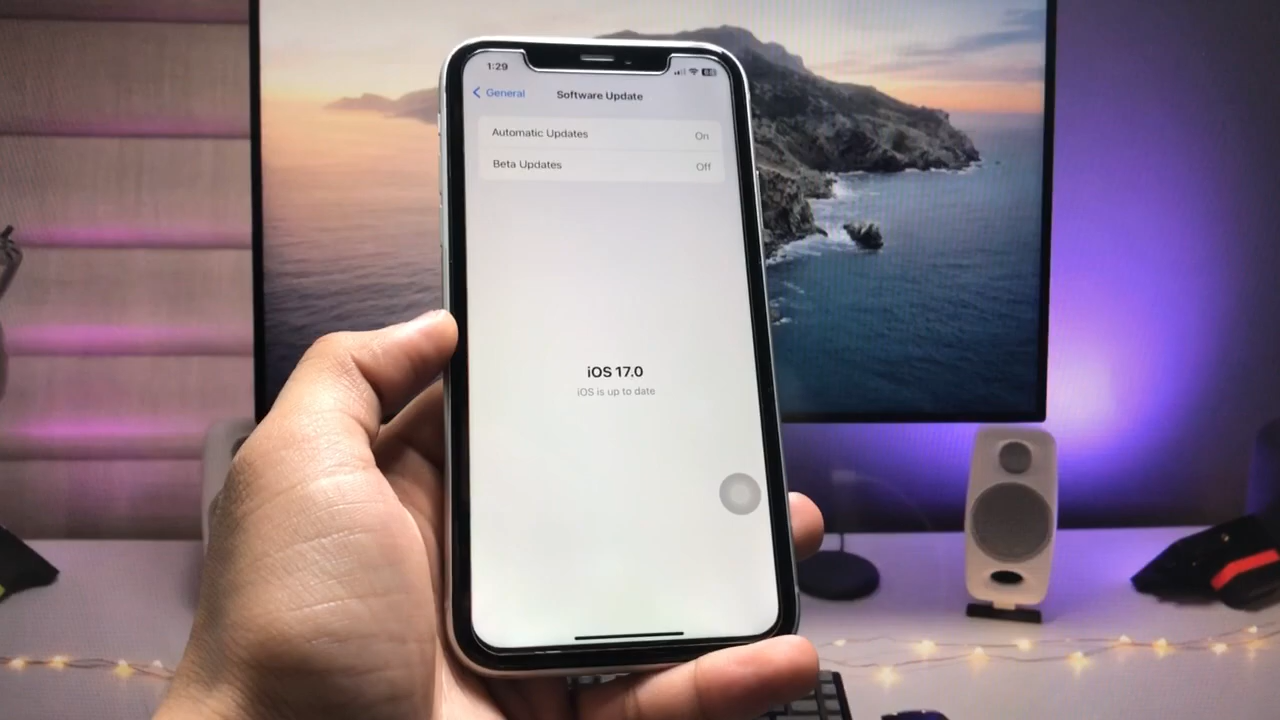 1:29
68
General
Software Update
Automatic Updates
On
Beta Updates
Off
iOS 17.0
iOS is up to date